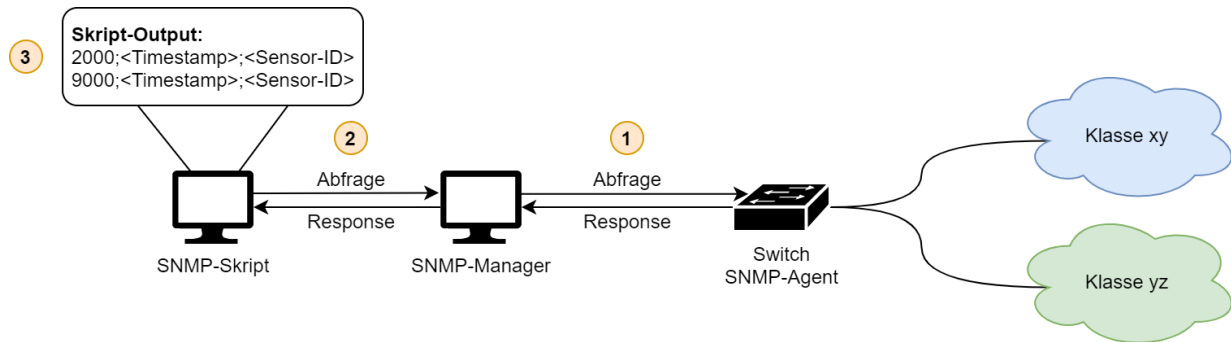 3
Skript-Output:
2000;<Timestamp>;<Sensor-ID>
9000;<Timestamp>;<Sensor-ID>
2
1
Abfrage
Response
Abfrage
Response
SNMP-Skript
SNMP-Manager
Switch
SNMP-Agent
Klasse xy
Klasse yz